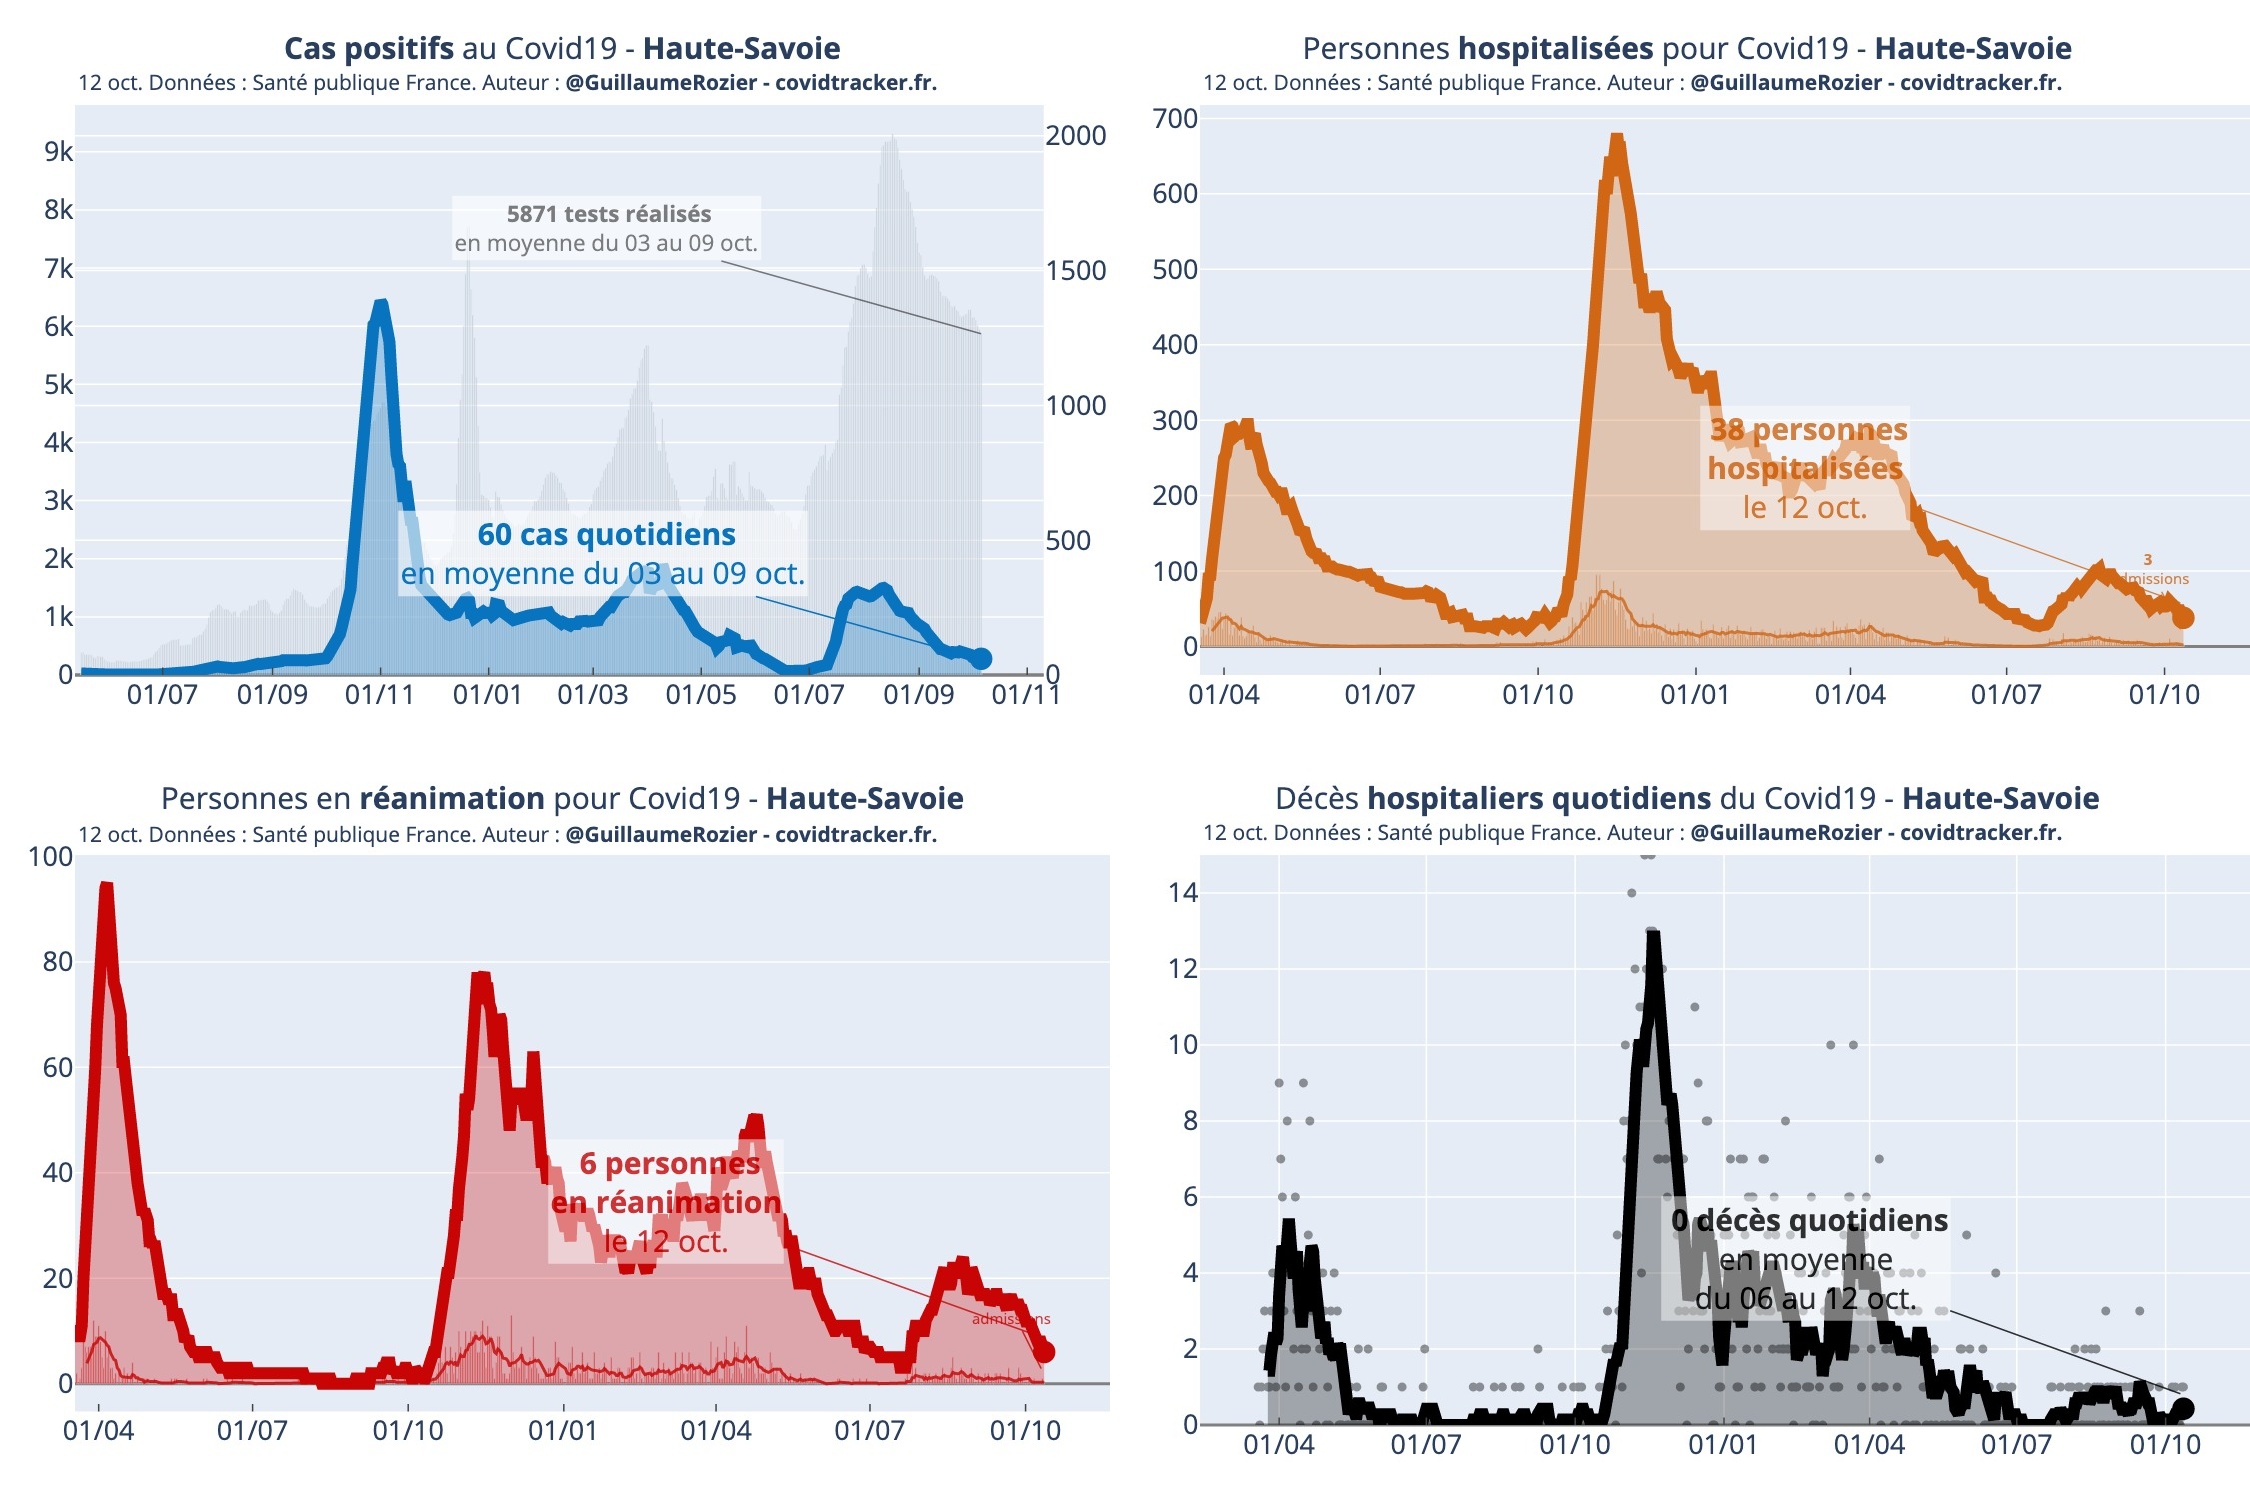 Cas positifs au Covid19 - Haute-Savoie
12 oct. Données : Santé publique France. Auteur : @GuillaumeRozier - covidtracker.fr.
9k
8k
7k
6k
5k
4k
3k
2k
1k
0
2000
1500
1000
500
0
5871 tests réalisés
en moyenne du 03 au 09 oct.
60 cas quotidiens
en moyenne du 03 au 09 oct.
01/07 01/09 01/11 01/01 01/03 01/05 01/07 01/09 01/11
Personnes hospitalisées pour Covid19 - Haute-Savoie
12 oct. Données : Santé publique France. Auteur : @GuillaumeRozier - covidtracker.fr.
700
600
500
400
300
200
100
0
38 personnes
hospitalisées
le 12 oct.
3
admissions
01/04 01/07 01/10 01/01 01/04 01/07 01/10
Personnes en réanimation pour Covid19 - Haute-Savoie
12 oct. Données : Santé publique France. Auteur : @GuillaumeRozier - covidtracker.fr.
100
80
60
40
20
0
6 personnes
en réanimation
le 12 oct.
admissions
01/04 01/07 01/10 01/01 01/04 01/07 01/10
Décès hospitaliers quotidiens du Covid19 - Haute-Savoie
12 oct. Données : Santé publique France. Auteur : @GuillaumeRozier - covidtracker.fr.
14
12
10
8
6
4
2
0
0 décès quotidiens
en moyenne
du 06 au 12 oct.
01/04 01/07 01/10 01/01 01/04 01/07 01/10